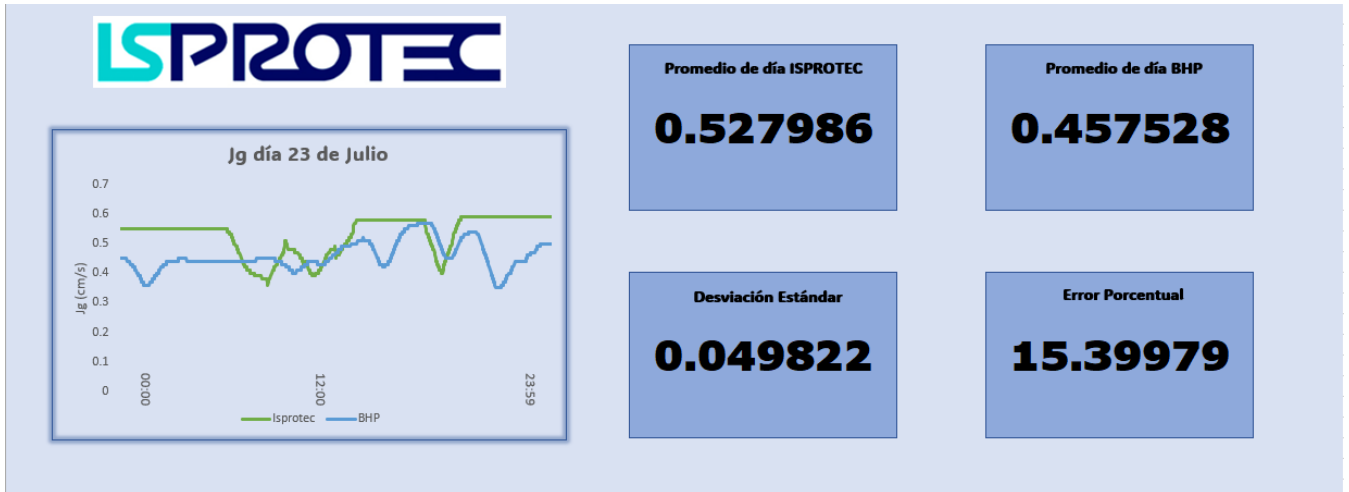 ISPROTEC
Promedio de día ISPROTEC
0.527986
Promedio de día BHP
0.457528
Jg día 23 de Julio
Jg (cm/s)
0.7
0.6
0.5
0.4
0.3
0.2
0.1
0
00:00
12:00
23:59
Isprotec
BHP
Desviación Estándar
0.049822
Error Porcentual
15.39979